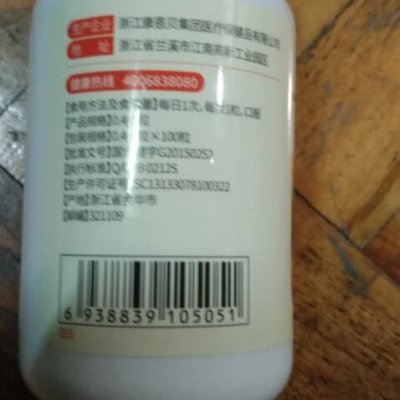 生产企业 浙江康恩贝集团医疗保健品有限公司
地 址 浙江省兰溪市江南高新工业园区
健康热线 4006838080
【食用方法及食用量】每日1次，每次1粒，口服
【产品规格】0.45 粒
【包装规格】0.45 粒×100粒
【批准文号】国食健字G20150257
【执行标准】Q/ 0212S
【生产许可证号】SC13133078100322
【产地】浙江省金华市
【邮编】321109
6 938839 105051
003